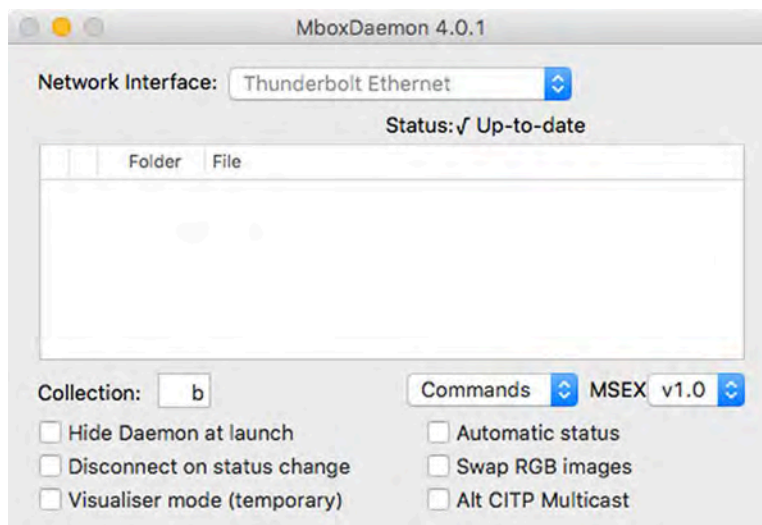 MboxDaemon 4.0.1
Network Interface: Thunderbolt Ethernet
Status:√ Up-to-date
Folder File
Collection: b Commands MSEX v1.0
Hide Daemon at launch Automatic status
Disconnect on status change Swap RGB images
Visualiser mode (temporary) Alt CITP Multicast